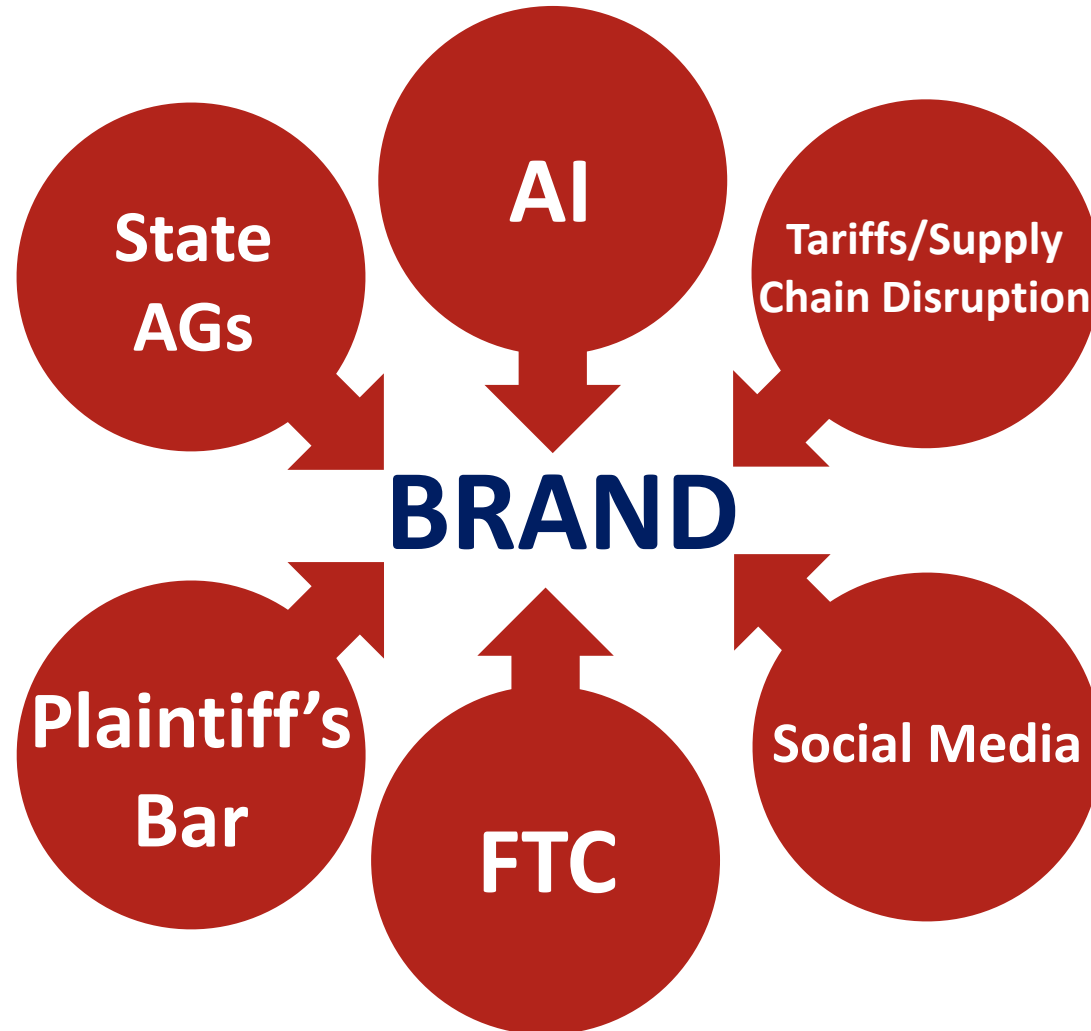 AI
State
AGs
Tariffs/Supply
Chain Disruption
BRAND
Plaintiff’s
Bar
Social Media
FTC